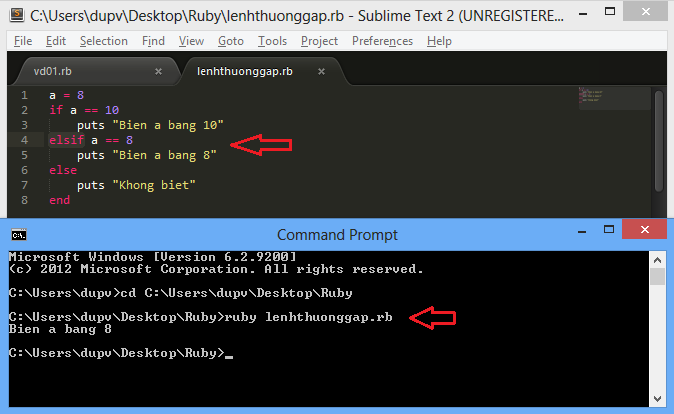 C:\Users\dupv\Desktop\Ruby\lenhthuonggap.rb - Sublime Text 2 (UNREGISTERE...
File Edit Selection Find View Goto Tools Project Preferences Help
vd01.rb lenhthuonggap.rb
1 a = 8
2 if a == 10
3 puts "Bien a bang 10"
4 elsif a == 8
5 puts "Bien a bang 8"
6 else
7 puts "Khong biet"
8 end
Command Prompt
Microsoft Windows [Version 6.2.9200]
(c) 2012 Microsoft Corporation. All rights reserved.
C:\Users\dupv>cd C:\Users\dupv\Desktop\Ruby
C:\Users\dupv\Desktop\Ruby>ruby lenhthuonggap.rb
Bien a bang 8
C:\Users\dupv\Desktop\Ruby>_